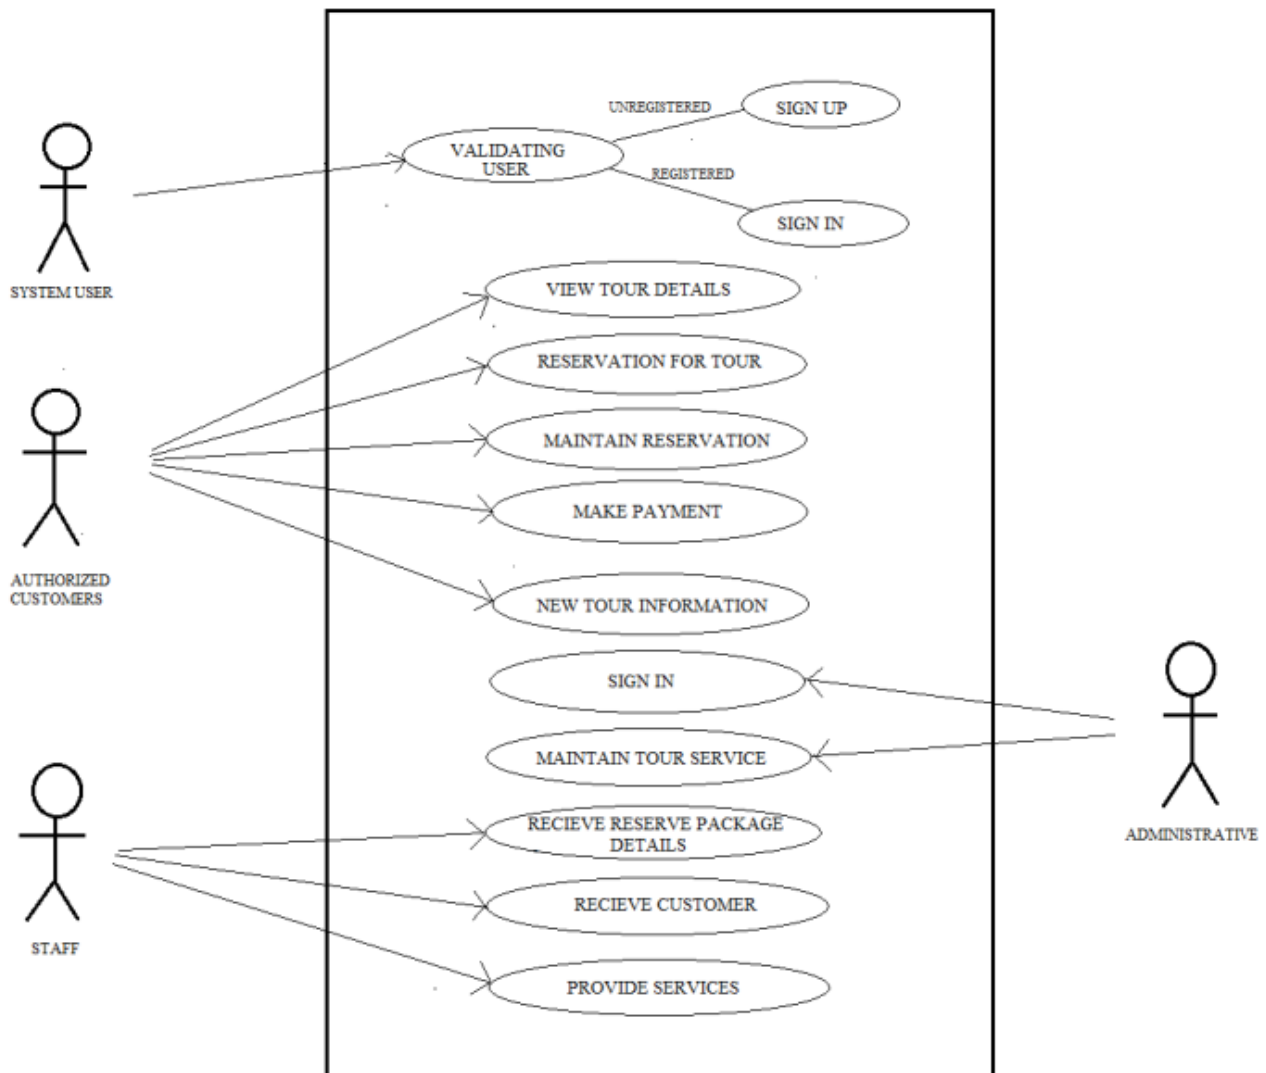 UNREGISTERED
SIGN UP
VALIDATING
USER
REGISTERED
SIGN IN
SYSTEM USER
VIEW TOUR DETAILS
RESERVATION FOR TOUR
MAINTAIN RESERVATION
MAKE PAYMENT
AUTHORIZED
CUSTOMERS
NEW TOUR INFORMATION
SIGN IN
MAINTAIN TOUR SERVICE
RECIEVE RESERVE PACKAGE
DETAILS
ADMINISTRATIVE
RECIEVE CUSTOMER
STAFF
PROVIDE SERVICES